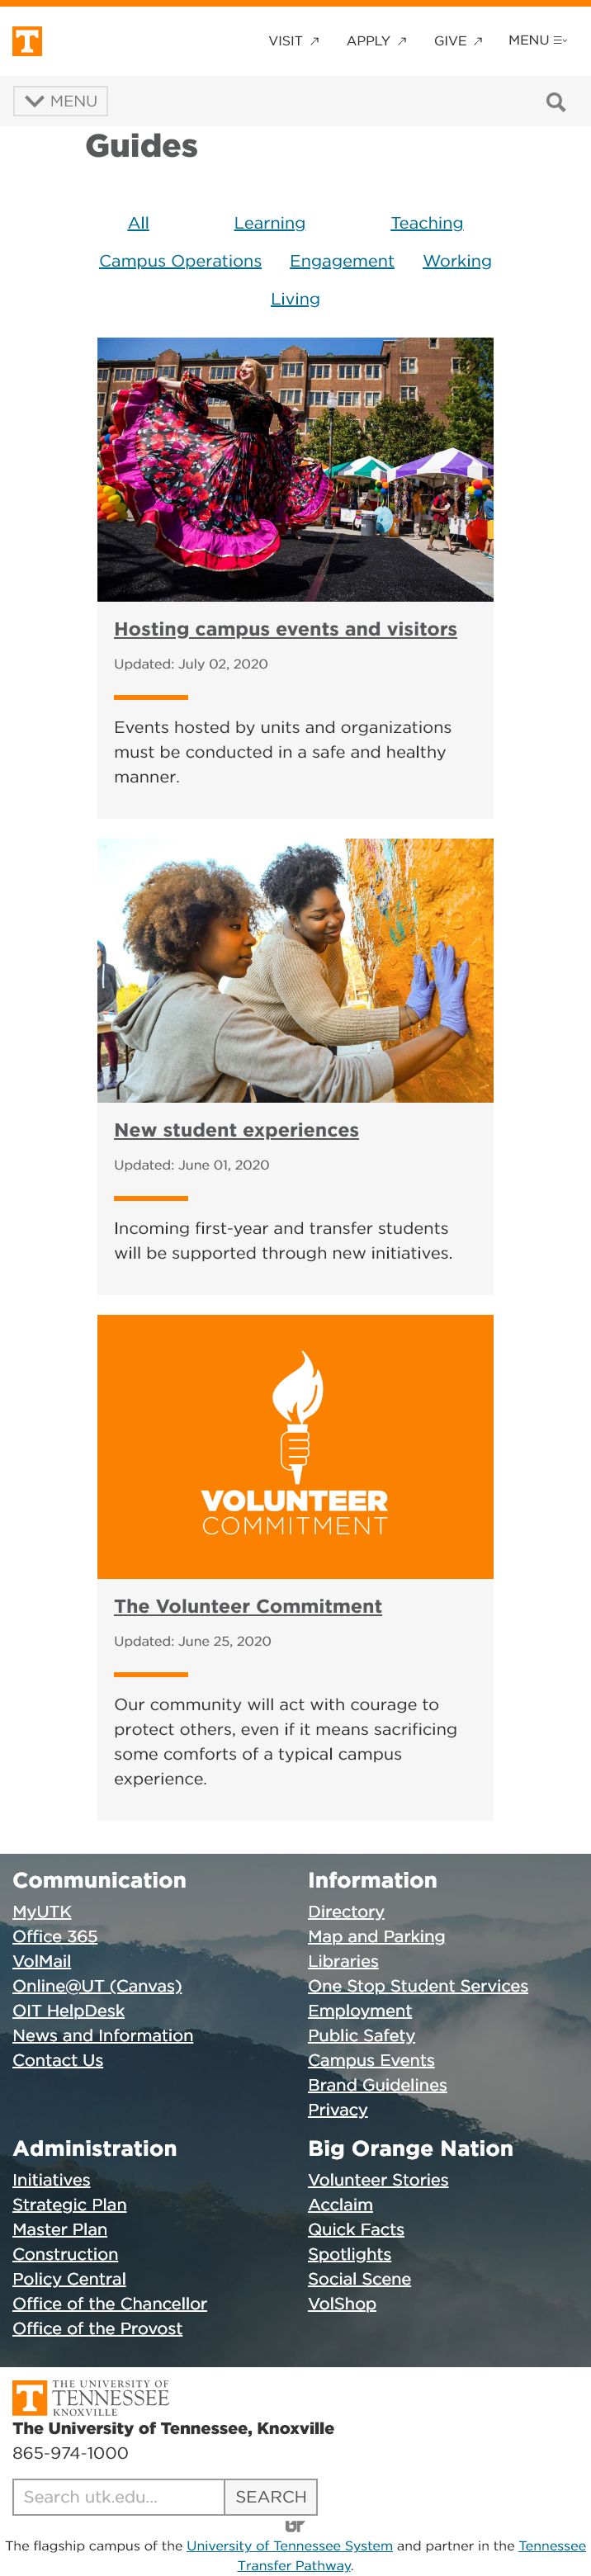 T
VISIT
APPLY
GIVE
MENU
MENU
Guides
All Learning Teaching
Campus Operations Engagement Working
Living
Hosting campus events and visitors
Updated: July 02, 2020
Events hosted by units and organizations
must be conducted in a safe and healthy
manner.
New student experiences
Updated: June 01, 2020
Incoming first-year and transfer students
will be supported through new initiatives.
VOLUNTEER
COMMITMENT
The Volunteer Commitment
Updated: June 25, 2020
Our community will act with courage to
protect others, even if it means sacrificing
some comforts of a typical campus
experience.
Communication
MyUTK
Office 365
VolMail
Online@UT (Canvas)
OIT HelpDesk
News and Information
Contact Us
Information
Directory
Map and Parking
Libraries
One Stop Student Services
Employment
Public Safety
Campus Events
Brand Guidelines
Privacy
Administration
Initiatives
Strategic Plan
Master Plan
Construction
Policy Central
Office of the Chancellor
Office of the Provost
Big Orange Nation
Volunteer Stories
Acclaim
Quick Facts
Spotlights
Social Scene
VolShop
T
THE UNIVERSITY OF
TENNESSEE
KNOXVILLE
The University of Tennessee, Knoxville
865-974-1000
Search utk.edu...
SEARCH
UT
The flagship campus of the University of Tennessee System and partner in the Tennessee
Transfer Pathway.